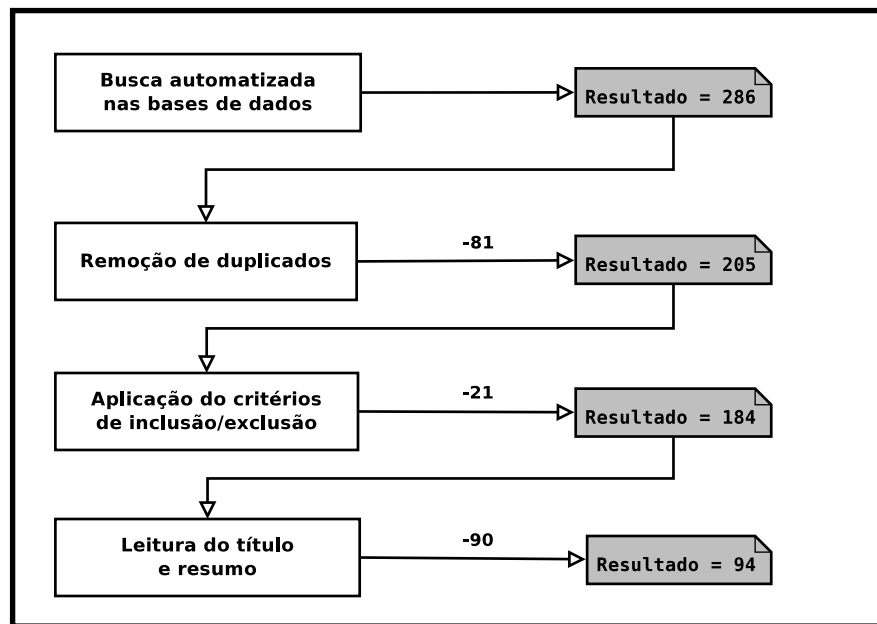 Busca automatizada
nas bases de dados
Resultado = 286
Remoção de duplicados
-81
Resultado = 205
Aplicação do critérios
de inclusão/exclusão
-21
Resultado = 184
Leitura do título
e resumo
-90
Resultado = 94